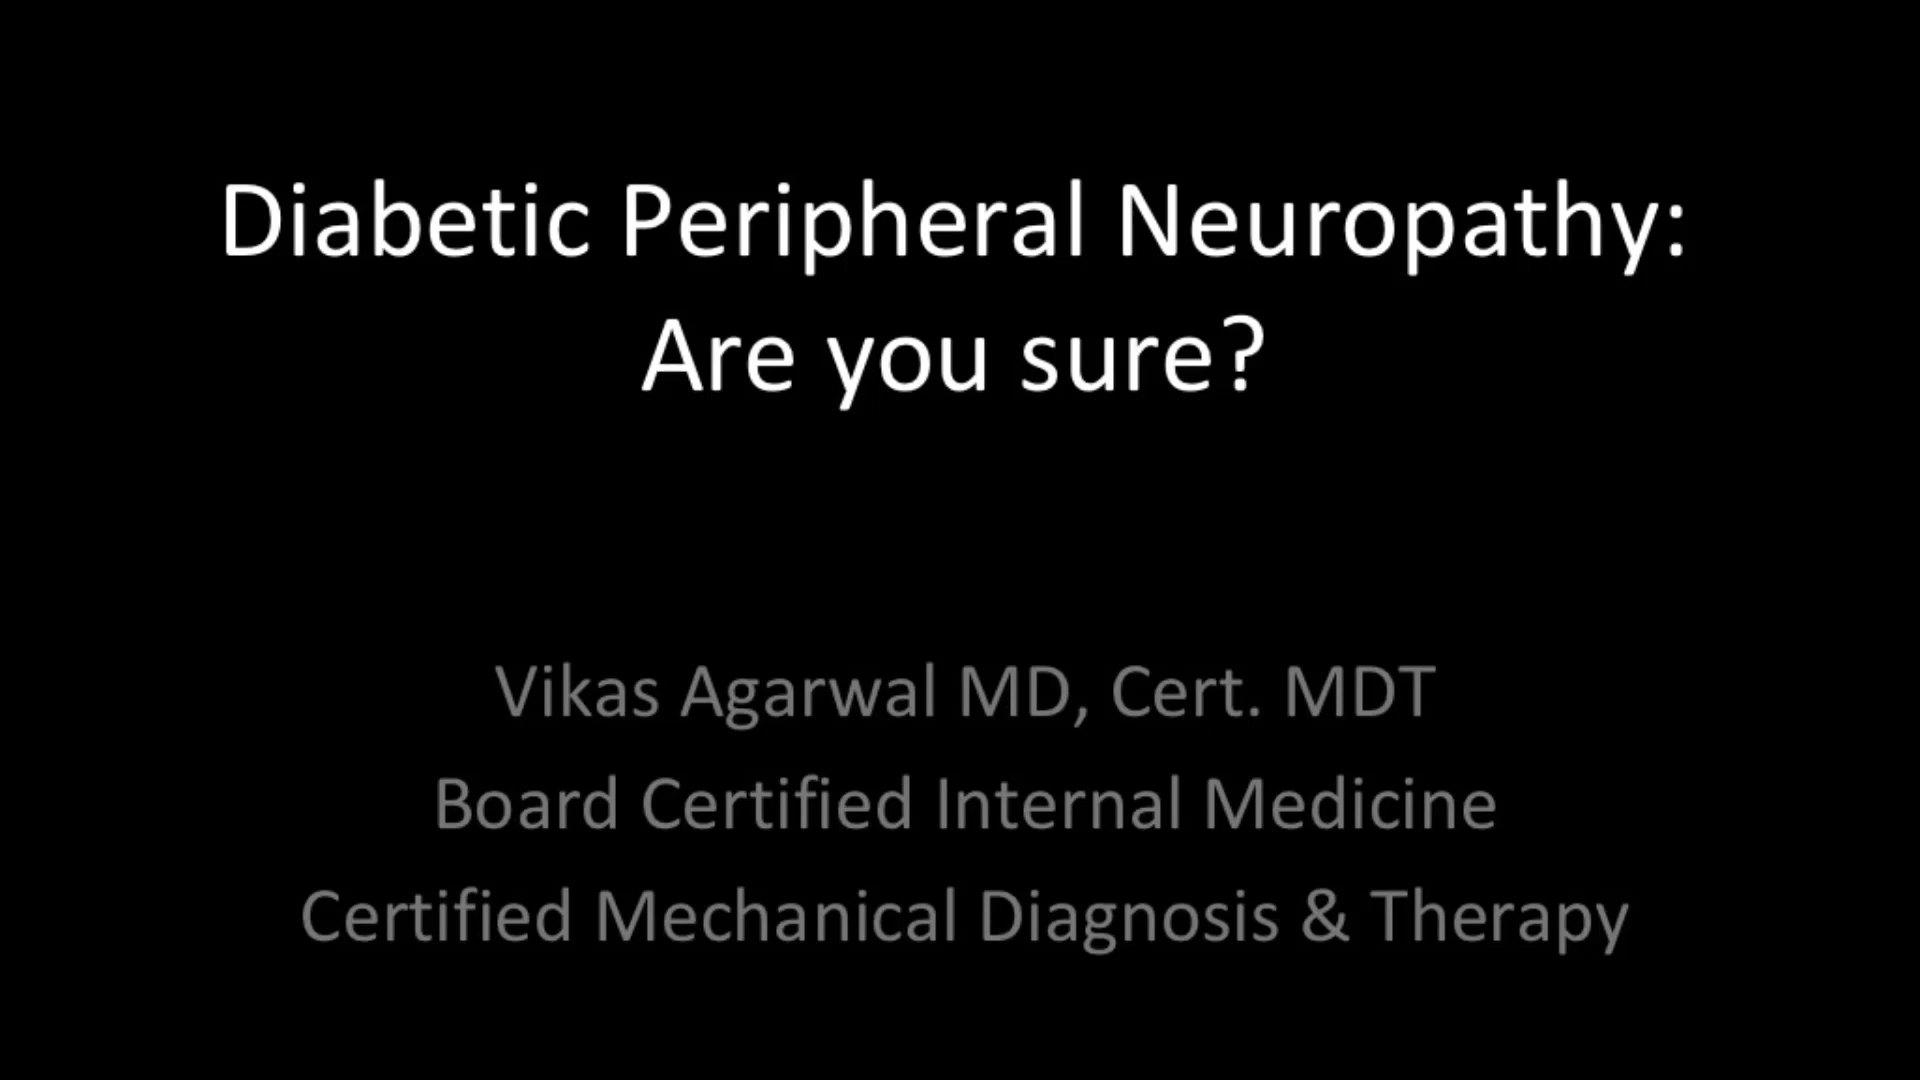 Diabetic Peripheral Neuropathy:
Are you sure?
Vikas Agarwal MD, Cert. MDT
Board Certified Internal Medicine
Certified Mechanical Diagnosis & Therapy